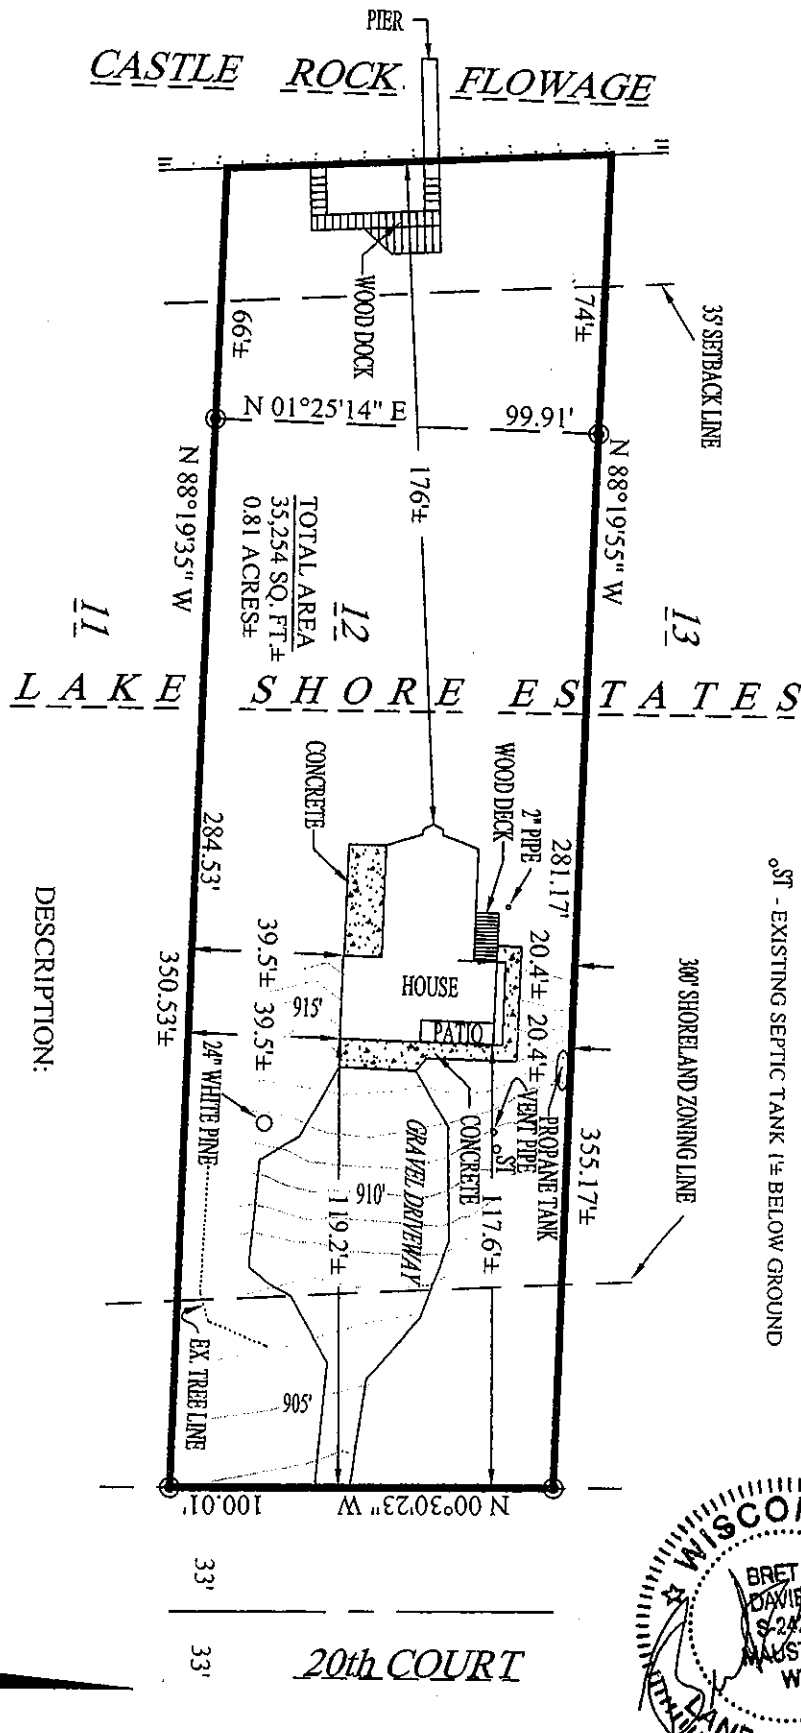 PIER
CASTLE ROCK FLOWAGE
WOOD DOCK
35' SETBACK LINE
66'±
74'±
N 01°25'14" E
99.91'
N 88°19'35" W
176'±
N 88°19'55" W
TOTAL AREA
35,254 SQ. FT.±
0.81 ACRES±
11
12
13
LAKE SHORE ESTATES
CONCRETE
WOOD DECK
2" PIPE
284.53'
281.17'
°ST - EXISTING SEPTIC TANK 1'± BELOW GROUND
DESCRIPTION:
350.53'±
39.5'±
39.5'±
915'
HOUSE
PATIO
20.4'±
20.4'±
300' SHORELAND ZONING LINE
24" WHITE PINE
CONCRETE
VENT PIPE
ST
PROPANE TANK
355.17'±
910'
GRAVEL DRIVEWAY
119.2'±
117.6'±
EX. TREE LINE
905'
100.01'
N 00°30'23" W
33'
33'
20th COURT
WISCO
BRET
DAVIE
S-24
MAUST
W
LAND